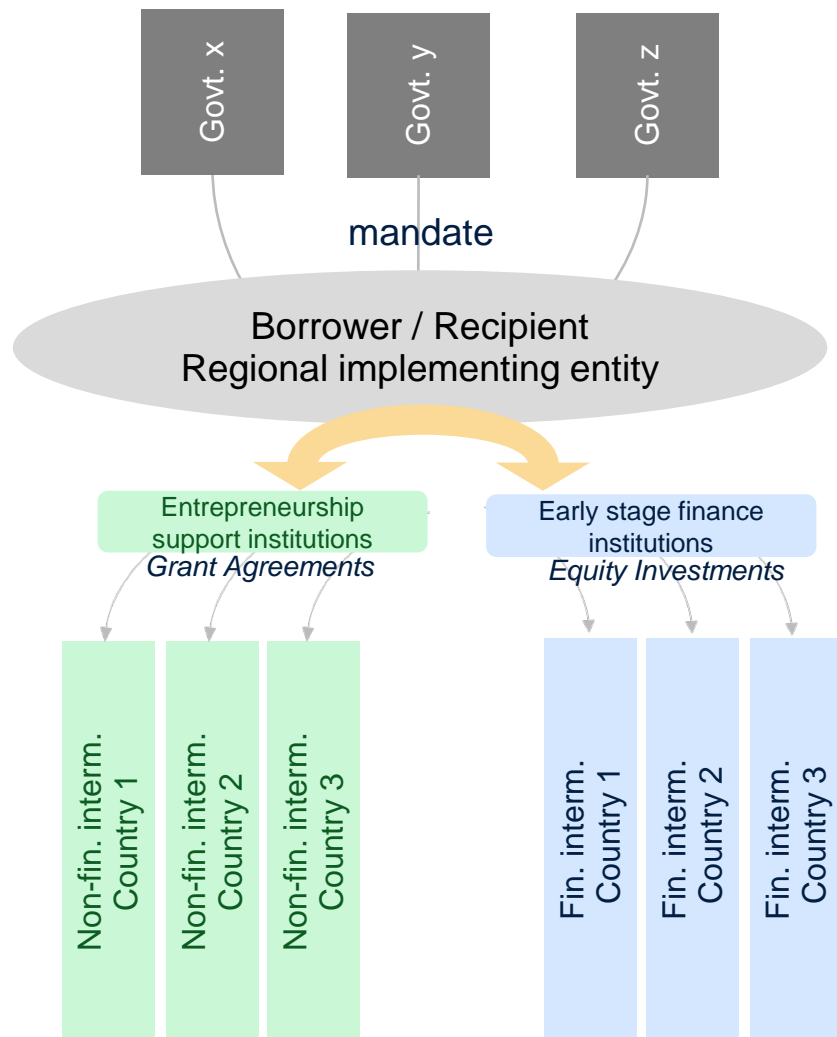 Govt. x
Govt. y
Govt. z
mandate
Borrower / Recipient
Regional implementing entity
Entrepreneurship
support institutions
Grant Agreements
Early stage finance
institutions
Equity Investments
Non-fin. interm.
Country 1
Non-fin. interm.
Country 2
Non-fin. interm.
Country 3
Fin. interm.
Country 1
Fin. interm.
Country 2
Fin. interm.
Country 3